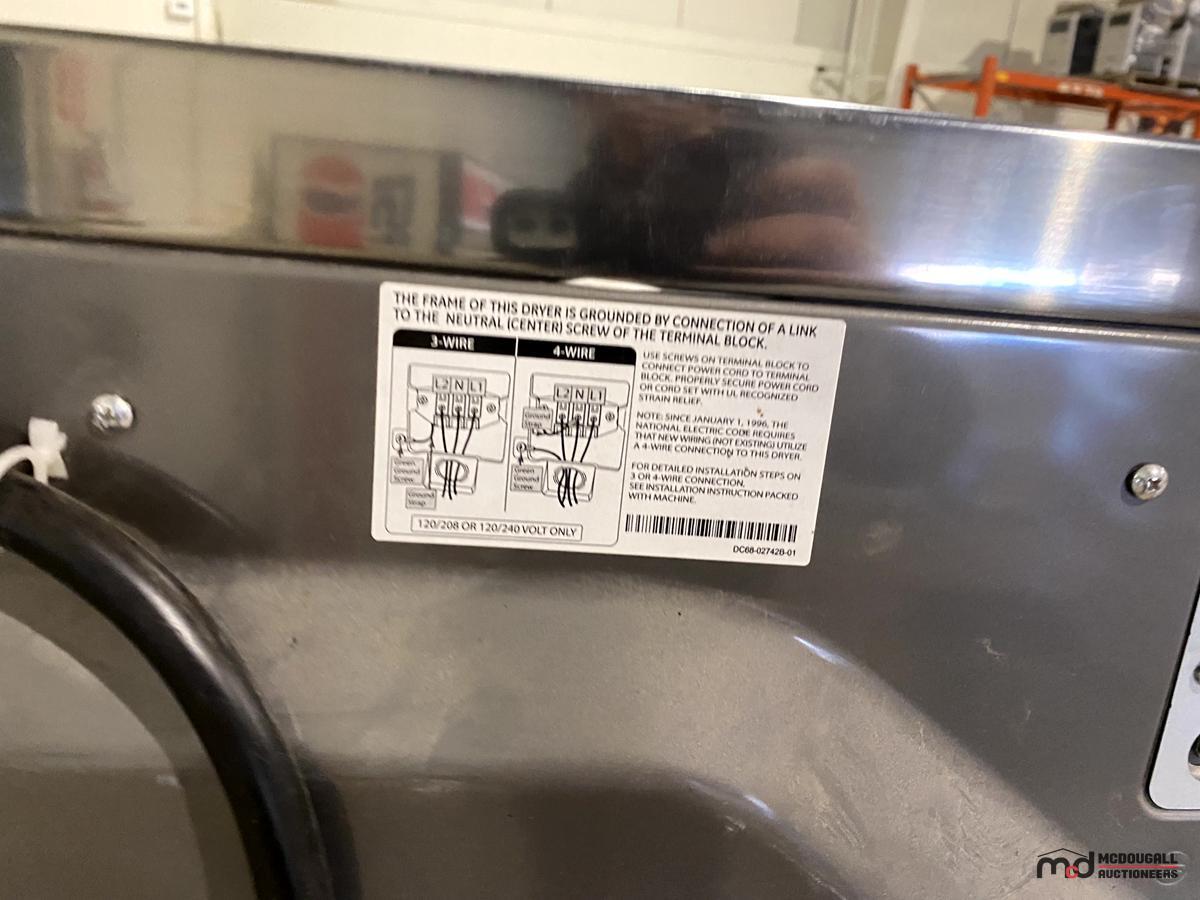 THE FRAME OF THIS DRYER IS GROUNDED BY CONNECTION OF A LINK
TO THE NEUTRAL (CENTER) SCREW OF THE TERMINAL BLOCK.
3-WIRE
4-WIRE
L2 N L1
L2 N L1
Ground
Strap
Green
Ground
Screw
Green
Ground
Screw
Ground
Strap
120/208 OR 120/240 VOLT ONLY
USE SCREWS ON TERMINAL BLOCK TO
CONNECT POWER CORD TO TERMINAL
BLOCK. PROPERLY SECURE POWER CORD
OR CORD SET WITH UL RECOGNIZED
STRAIN RELIEF.
NOTE: SINCE JANUARY 1, 1996, THE
NATIONAL ELECTRIC CODE REQUIRES
THAT NEW WIRING (NOT EXISTING) UTILIZE
A 4-WIRE CONNECTION TO THIS DRYER.
FOR DETAILED INSTALLATION STEPS ON
3 OR 4-WIRE CONNECTION,
SEE INSTALLATION INSTRUCTION PACKED
WITH MACHINE.
DC68-02742B-01
mcd MCDOUGALL
AUCTIONEERS